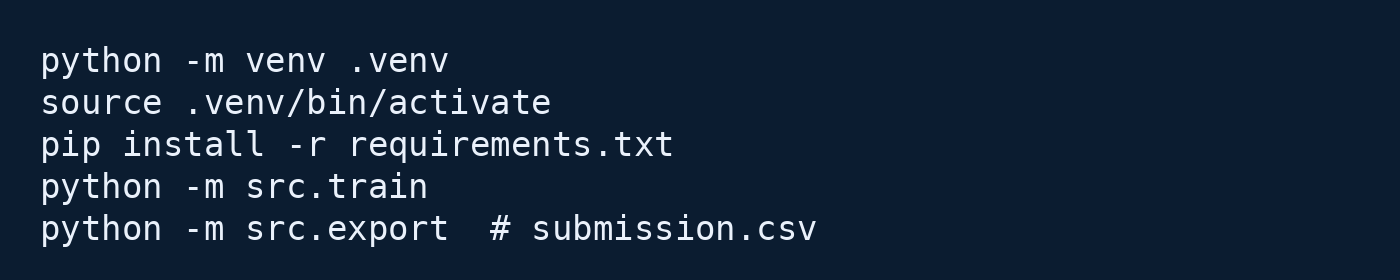 python -m venv .venv
source .venv/bin/activate
pip install -r requirements.txt
python -m src.train
python -m src.export  # submission.csv